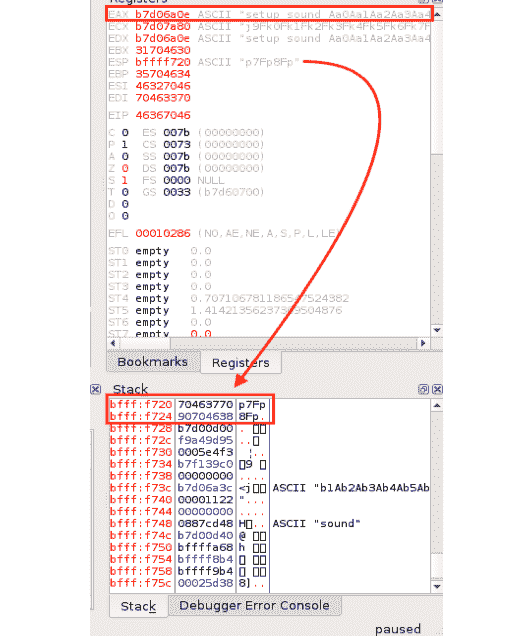 Registers
EAX b7d06a0e ASCII "setup sound Aa0Aa1Aa2Aa3Aa4
ECX b7d07a80 ASCII "j9Fk0Fk1Fk2Fk3Fk4Fk5Fk6Fk7F
EDX b7d06a0e ASCII "setup sound Aa0Aa1Aa2Aa3Aa4
EBX 31704630
ESP bffff720 ASCII "p7Fp8Fp"
EBP 35704634
ESI 46327046
EDI 70463370
EIP 46367046
C 0 ES 007b (00000000)
P 1 CS 0073 (00000000)
A 0 SS 007b (00000000)
Z 0 DS 007b (00000000)
S 1 FS 0000 NULL
T 0 GS 0033 (b7d60700)
D 0
O 0
EFL 00010286 (NO,AE,NE,A,S,P,L,LE)
ST0 empty 0.0
ST1 empty 0.0
ST2 empty 0.0
ST3 empty 0.0
ST4 empty 0.707106781186547524382
ST5 empty 1.41421356237309504876
ST6 empty 0.0
ST7 empty 0.0
Bookmarks Registers
Stack
bfff:f720 70463770 p7Fp
bfff:f724 90704638 8Fp.
bfff:f728 b7d00d00
bfff:f72c f9a49d95
bfff:f730 0005e4f3
bfff:f734 b7f139c0
bfff:f738 00000000 ....
bfff:f73c b7d06a3c <j ASCII "b1Ab2Ab3Ab4Ab5Ab
bfff:f740 00001122 "...
bfff:f744 00000000 ....
bfff:f748 0887cd48 H ASCII "sound"
bfff:f74c b7d00d40 @
bfff:f750 bffffa68 h
bfff:f754 bffff8b4
bfff:f758 bffff9b4
bfff:f75c 00025d38 8].
Stack Debugger Error Console
paused